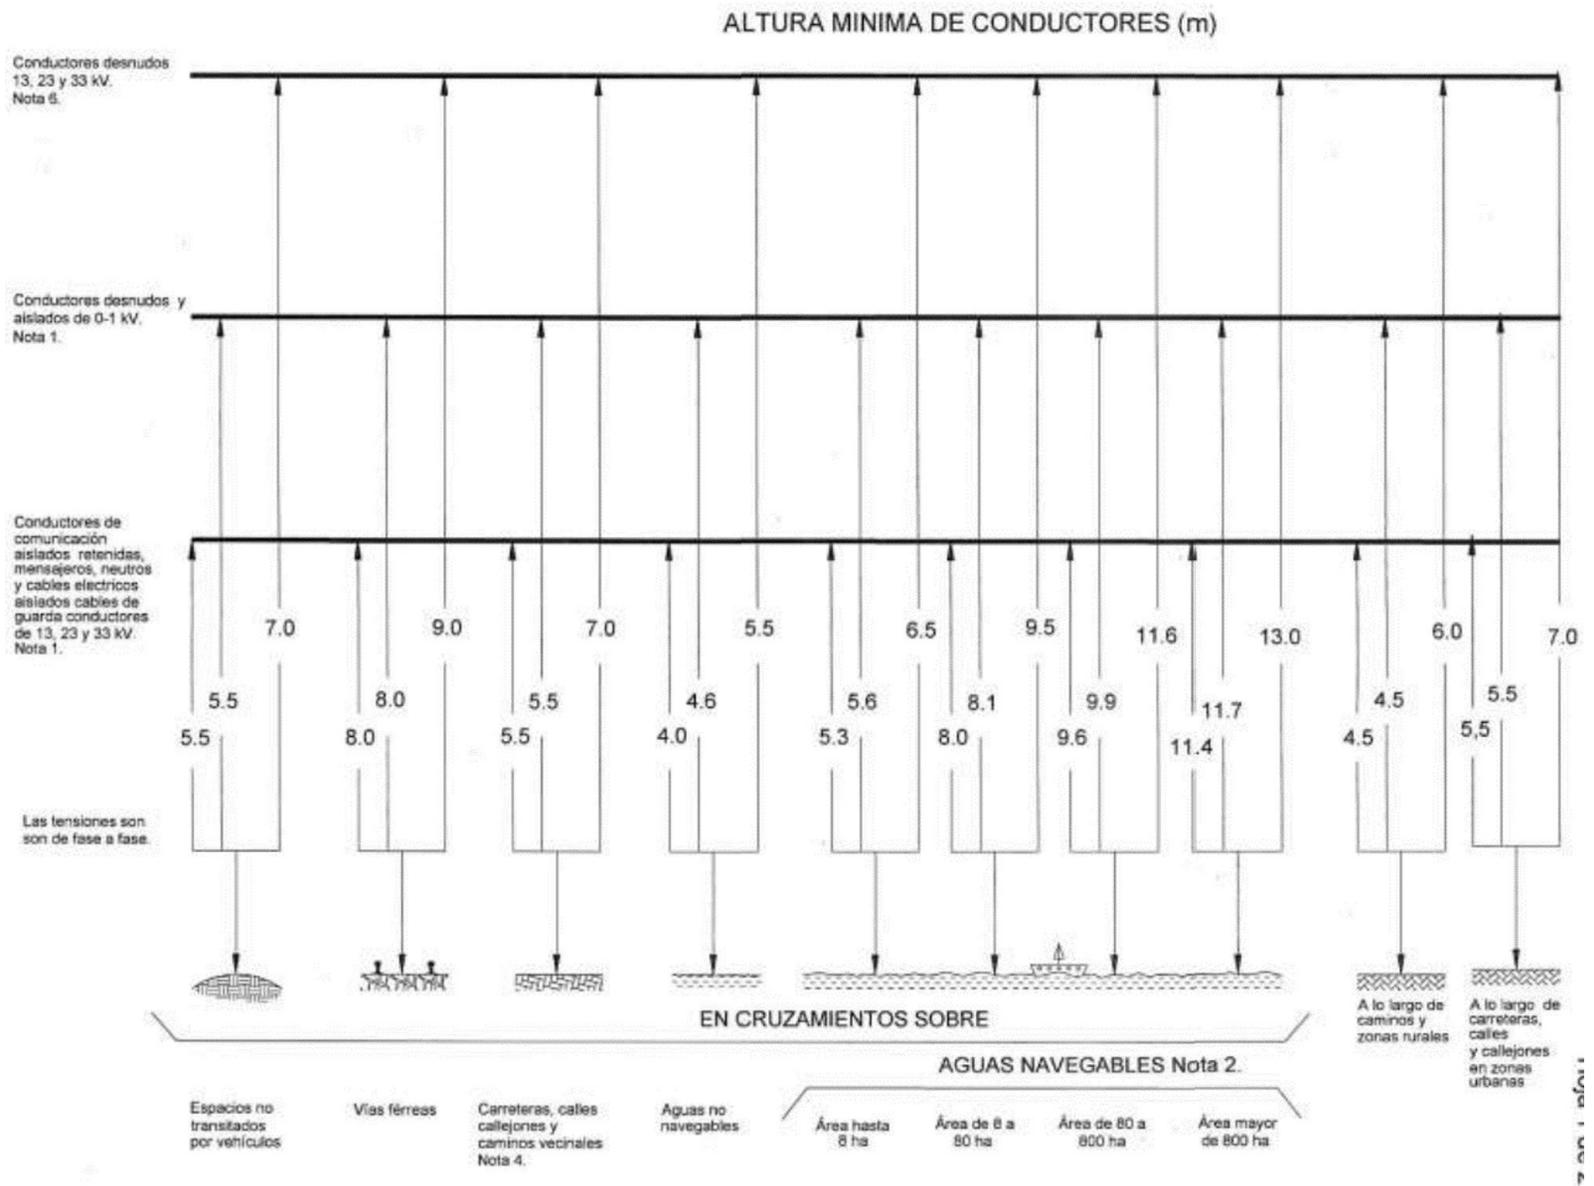 ALTURA MINIMA DE CONDUCTORES (m)
Conductores desnudos
13, 23 y 33 kV.
Nota 6.
Conductores desnudos y
aislados de 0-1 kV.
Nota 1.
Conductores de
comunicación
aislados retenidas,
mensajeros, neutros
y cables electricos
aislados cables de
guarda conductores
de 13, 23 y 33 kV.
Nota 1.
7.0 9.0 7.0 5.5 6.5 9.5 11.6 13.0 6.0 7.0
5.5 8.0 5.5 4.6 5.6 8.1 9.9 11.7 4.5 5.5
5.5 8.0 5.5 4.0 5.3 8.0 9.6 11.4 4.5 5,5
Las tensiones son
son de fase a fase.
EN CRUZAMIENTOS SOBRE
A lo largo de
caminos y
zonas rurales
A lo largo de
carreteras,
calles
y callejones
en zonas
urbanas
AGUAS NAVEGABLES Nota 2.
Espacios no
transitados
por vehículos
Vías férreas
Carreteras, calles
callejones y
caminos vecinales
Nota 4.
Aguas no
navegables
Área hasta
8 ha
Área de 8 a
80 ha
Área de 80 a
800 ha
Área mayor
de 800 ha
Hoja 1 de 2